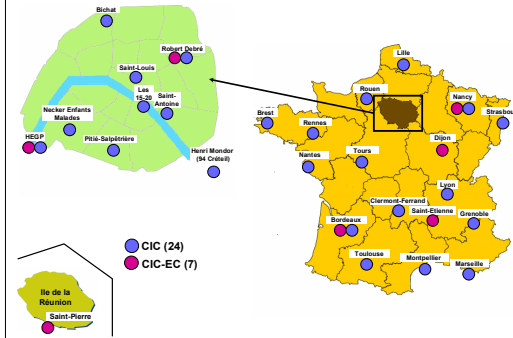 Bichat
Robert Debré
Saint-Louis
Les
15-20
Saint-
Antoine
Necker Enfants
Malades
HEGP
Pitié-Salpêtrière
Henri Mondor
(94 Créteil)
CIC (24)
CIC-EC (7)
Ile de la
Réunion
Saint-Pierre
Lille
Rouen
Nancy
Brest
Strasbou
Rennes
Dijon
Nantes
Tours
Lyon
Clermont-Ferrand
Saint-Etienne
Grenoble
Bordeaux
Toulouse
Montpellier
Marseille